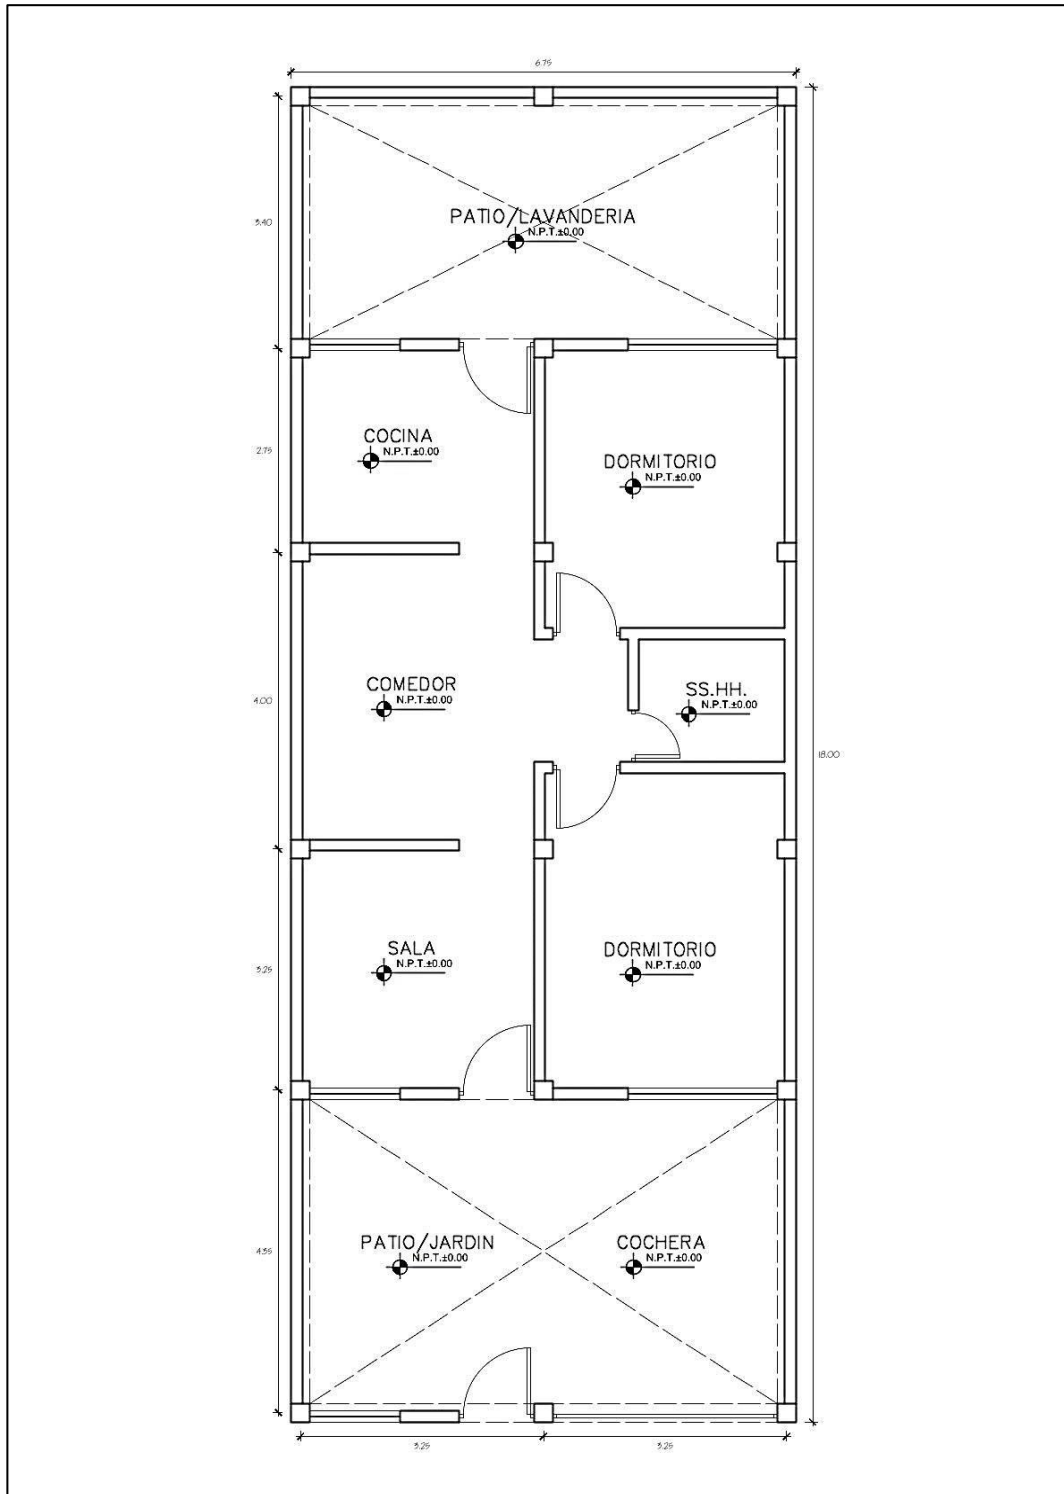 6.75
PATIO/LAVANDERIA
N.P.T.±0.00
3.40
COCINA
N.P.T.±0.00
2.75
DORMITORIO
N.P.T.±0.00
COMEDOR
N.P.T.±0.00
SS.HH.
N.P.T.±0.00
4.00
18.00
SALA
N.P.T.±0.00
DORMITORIO
N.P.T.±0.00
3.25
PATIO/JARDIN
N.P.T.±0.00
COCHERA
N.P.T.±0.00
4.35
3.25
3.25